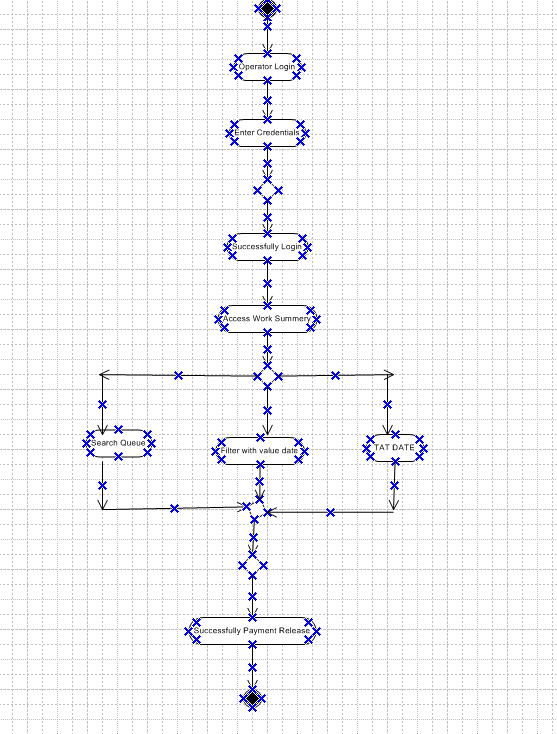 Operator Login
Enter Credentials
Successfully Login
Access Work Summery
Search Queue
Filter with value date
TAT DATE
Successfully Payment Release